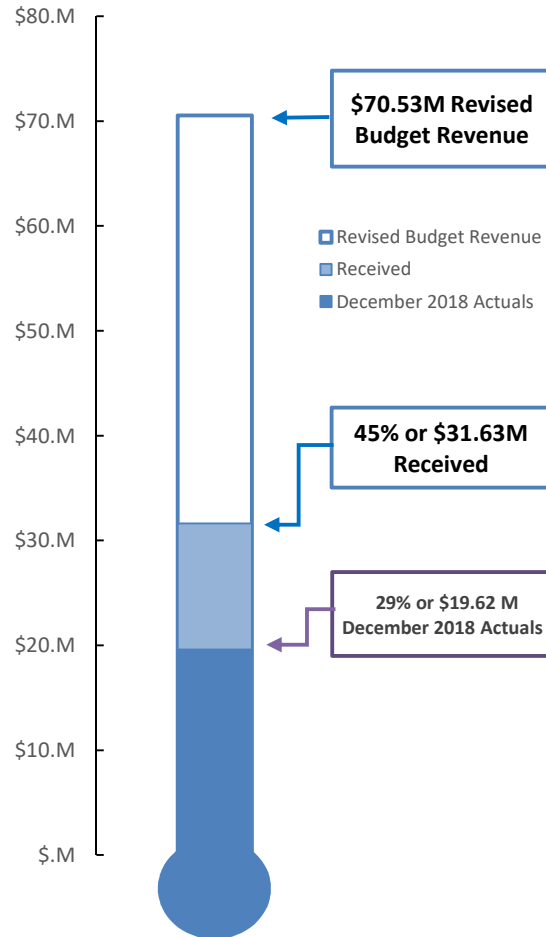 $80.M
$70.M
$60.M
$50.M
$40.M
$30.M
$20.M
$10.M
$.M
$70.53M Revised
Budget Revenue
Revised Budget Revenue
Received
December 2018 Actuals
45% or $31.63M
Received
29% or $19.62 M
December 2018 Actuals